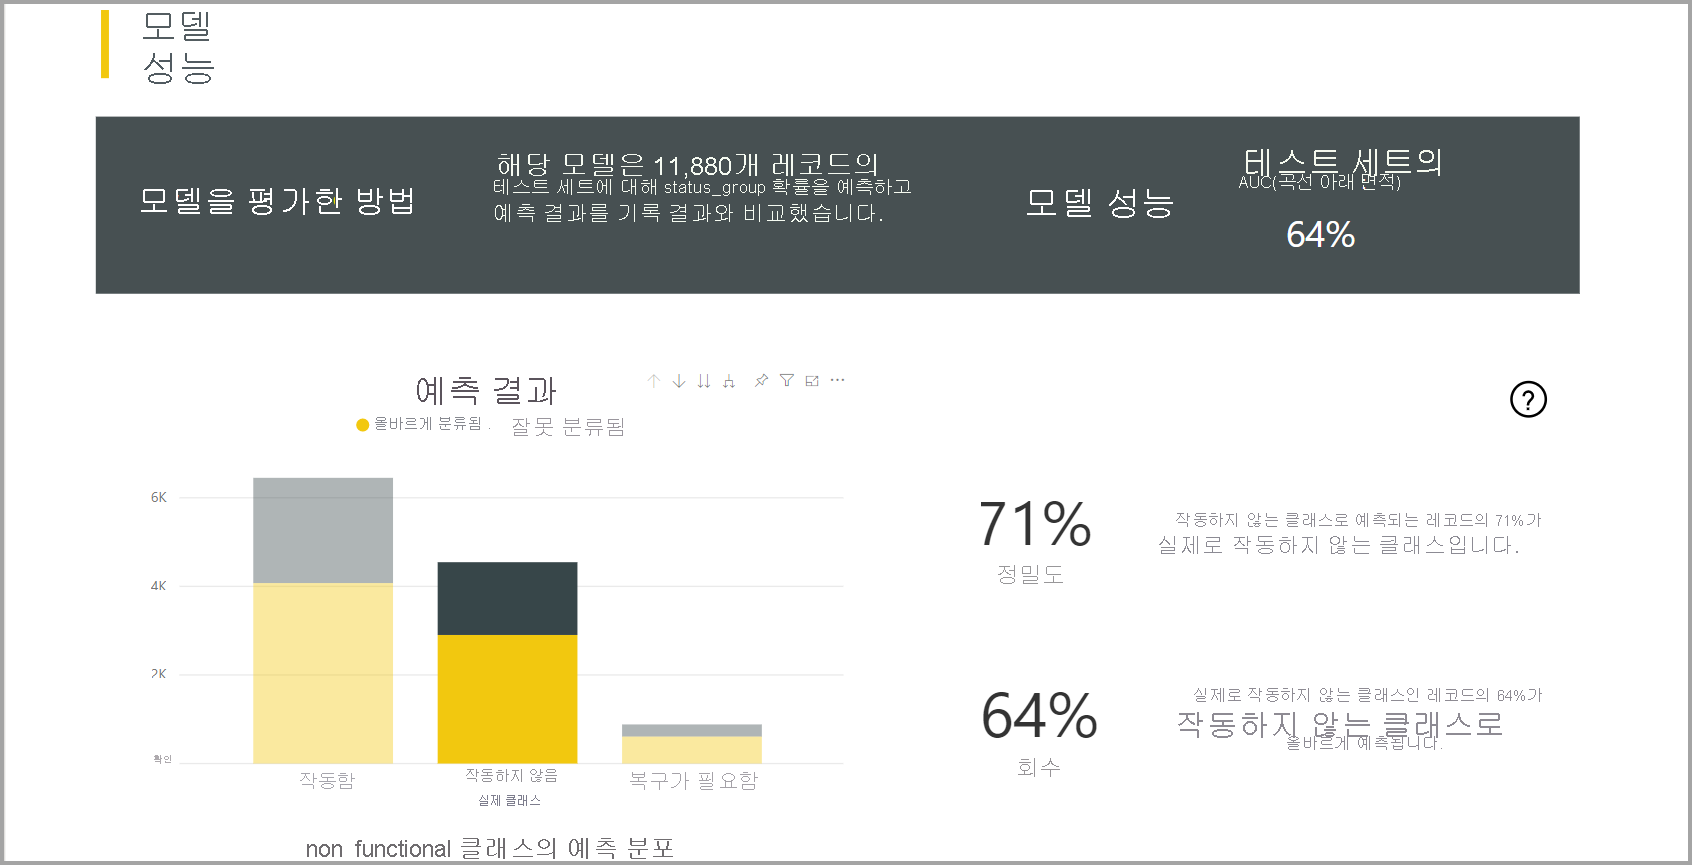 모델
성능
모델을 평가한 방법
해당 모델은 11,880개 레코드의
테스트 세트에 대해 status_group 확률을 예측하고
예측 결과를 기록 결과와 비교했습니다.
모델 성능
테스트 세트의
AUC(곡선 아래 면적)
64%
예측 결과
올바르게 분류됨 .
잘못 분류됨
6K
4K
2K
확인
작동함
작동하지 않음
복구가 필요함
실제 클래스
non functional 클래스의 예측 분포
?
71%
정밀도
작동하지 않는 클래스로 예측되는 레코드의 71%가
실제로 작동하지 않는 클래스입니다.
64%
회수
실제로 작동하지 않는 클래스인 레코드의 64%가
작동하지 않는 클래스로
올바르게 예측됩니다.